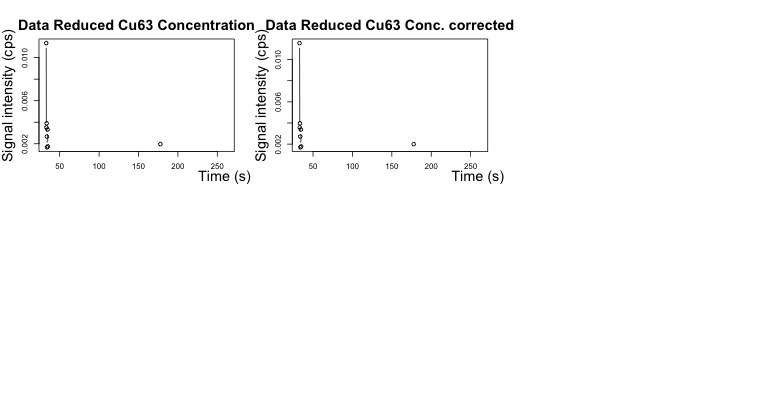 Data Reduced Cu63 Concentration
Signal intensity (cps)
0.002
0.006
0.010
50
100
150
200
250
Time (s)
Data Reduced Cu63 Conc. corrected
Signal intensity (cps)
0.002
0.006
0.010
50
100
150
200
250
Time (s)